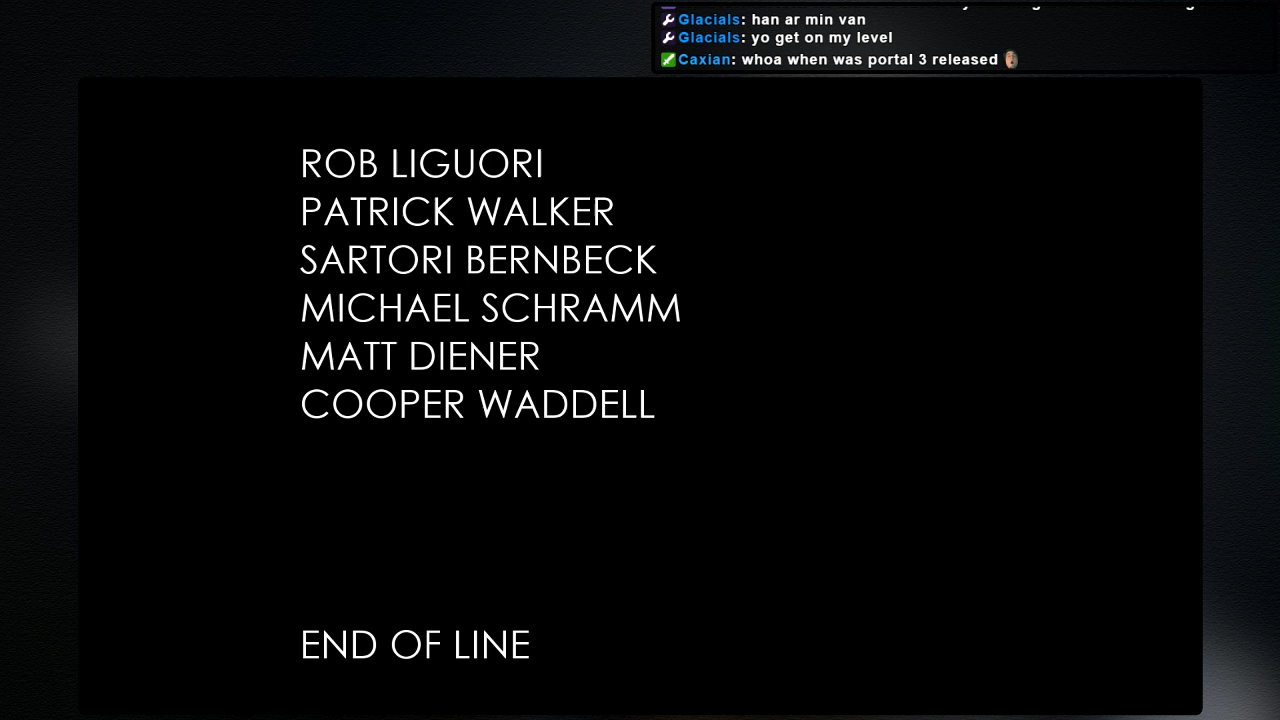 Glacials: han ar min van
Glacials: yo get on my level
Caxian: whoa when was portal 3 released
ROB LIGUORI
PATRICK WALKER
SARTORI BERNBECK
MICHAEL SCHRAMM
MATT DIENER
COOPER WADDELL
END OF LINE